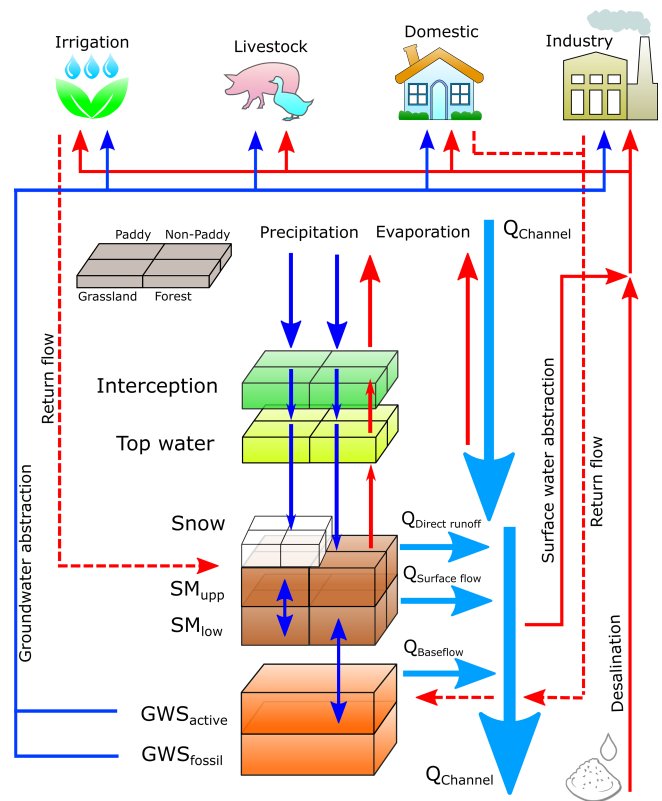 Irrigation
Livestock
Domestic
Industry
Paddy Non-Paddy
Grassland Forest
Precipitation Evaporation
QChannel
Return flow
Interception
Top water
Snow
SMupp
SMlow
QDirect runoff
QSurface flow
QBaseflow
Groundwater abstraction
Surface water abstraction
Return flow
Desalination
GWSactive
GWSfossil
QChannel